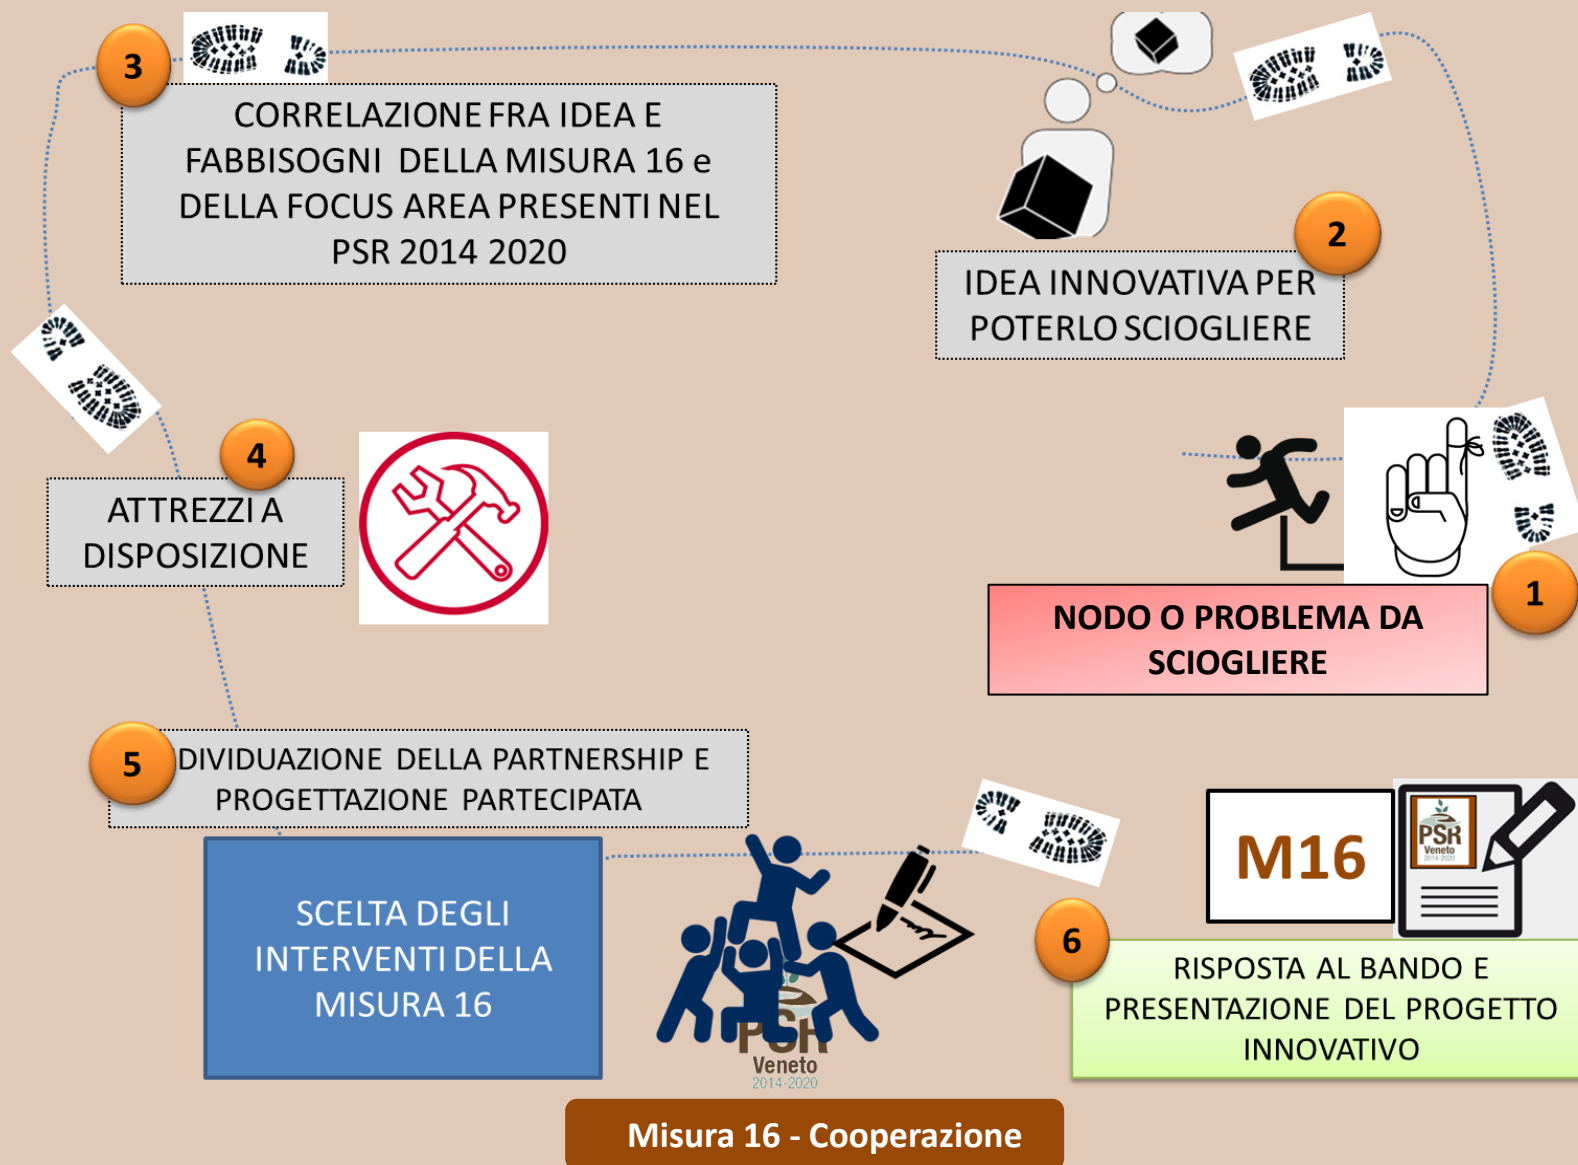 3
CORRELAZIONE FRA IDEA E
FABBISOGNI DELLA MISURA 16 e
DELLA FOCUS AREA PRESENTI NEL
PSR 2014 2020
2
IDEA INNOVATIVA PER
POTERLO SCIOGLIERE
4
ATTREZZI A
DISPOSIZIONE
1
NODO O PROBLEMA DA
SCIOGLIERE
5
DIVIDUAZIONE DELLA PARTNERSHIP E
PROGETTAZIONE PARTECIPATA
SCELTA DEGLI
INTERVENTI DELLA
MISURA 16
PSR
Veneto
2014-2020
M16
PSR
Veneto
2014-2020
6
RISPOSTA AL BANDO E
PRESENTAZIONE DEL PROGETTO
INNOVATIVO
Misura 16 - Cooperazione